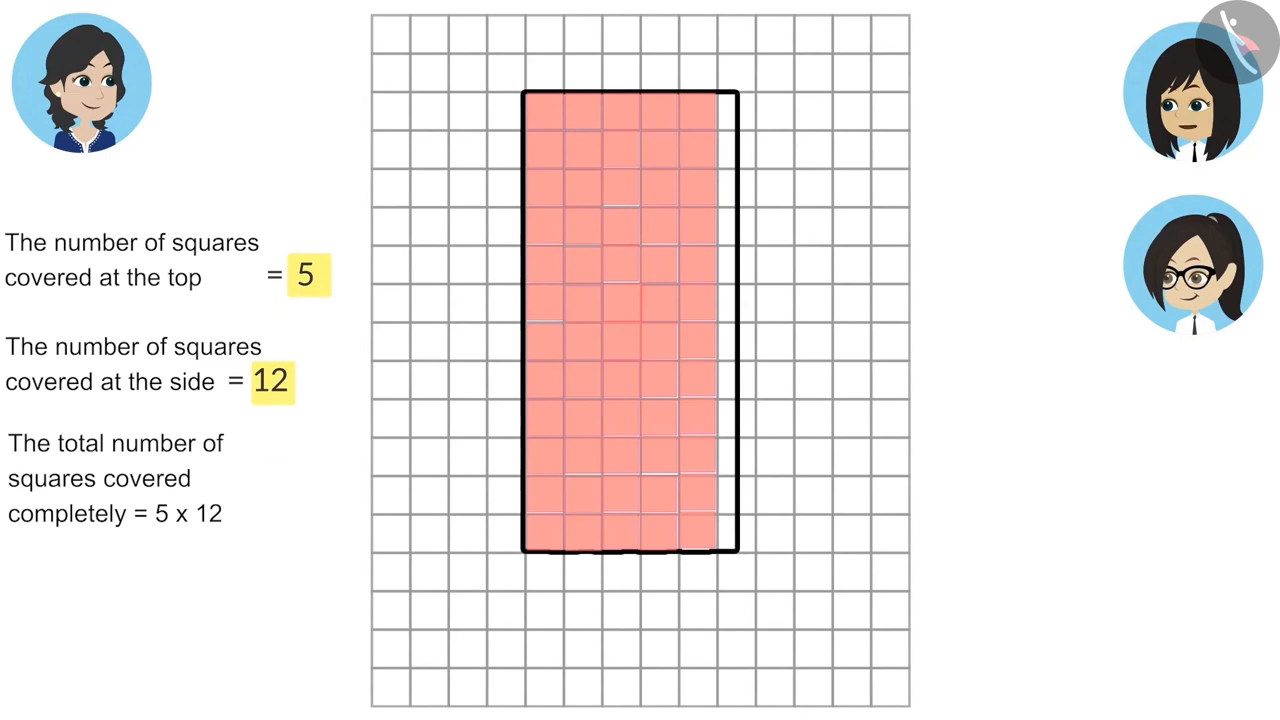 The number of squares
covered at the top = 5
The number of squares
covered at the side = 12
The total number of
squares covered
completely = 5 x 12